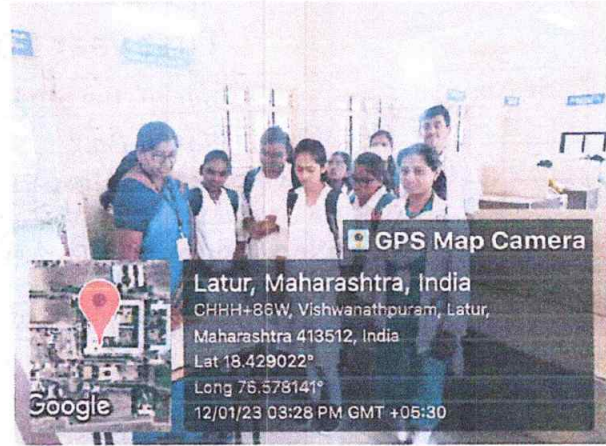 GPS Map Camera
Latur, Maharashtra, India
CHHH+86W, Vishwanathpuram, Latur,
Maharashtra 413512, India
Lat 18.429022°
Long 76.578141°
12/01/23 03:28 PM GMT +05:30
Google